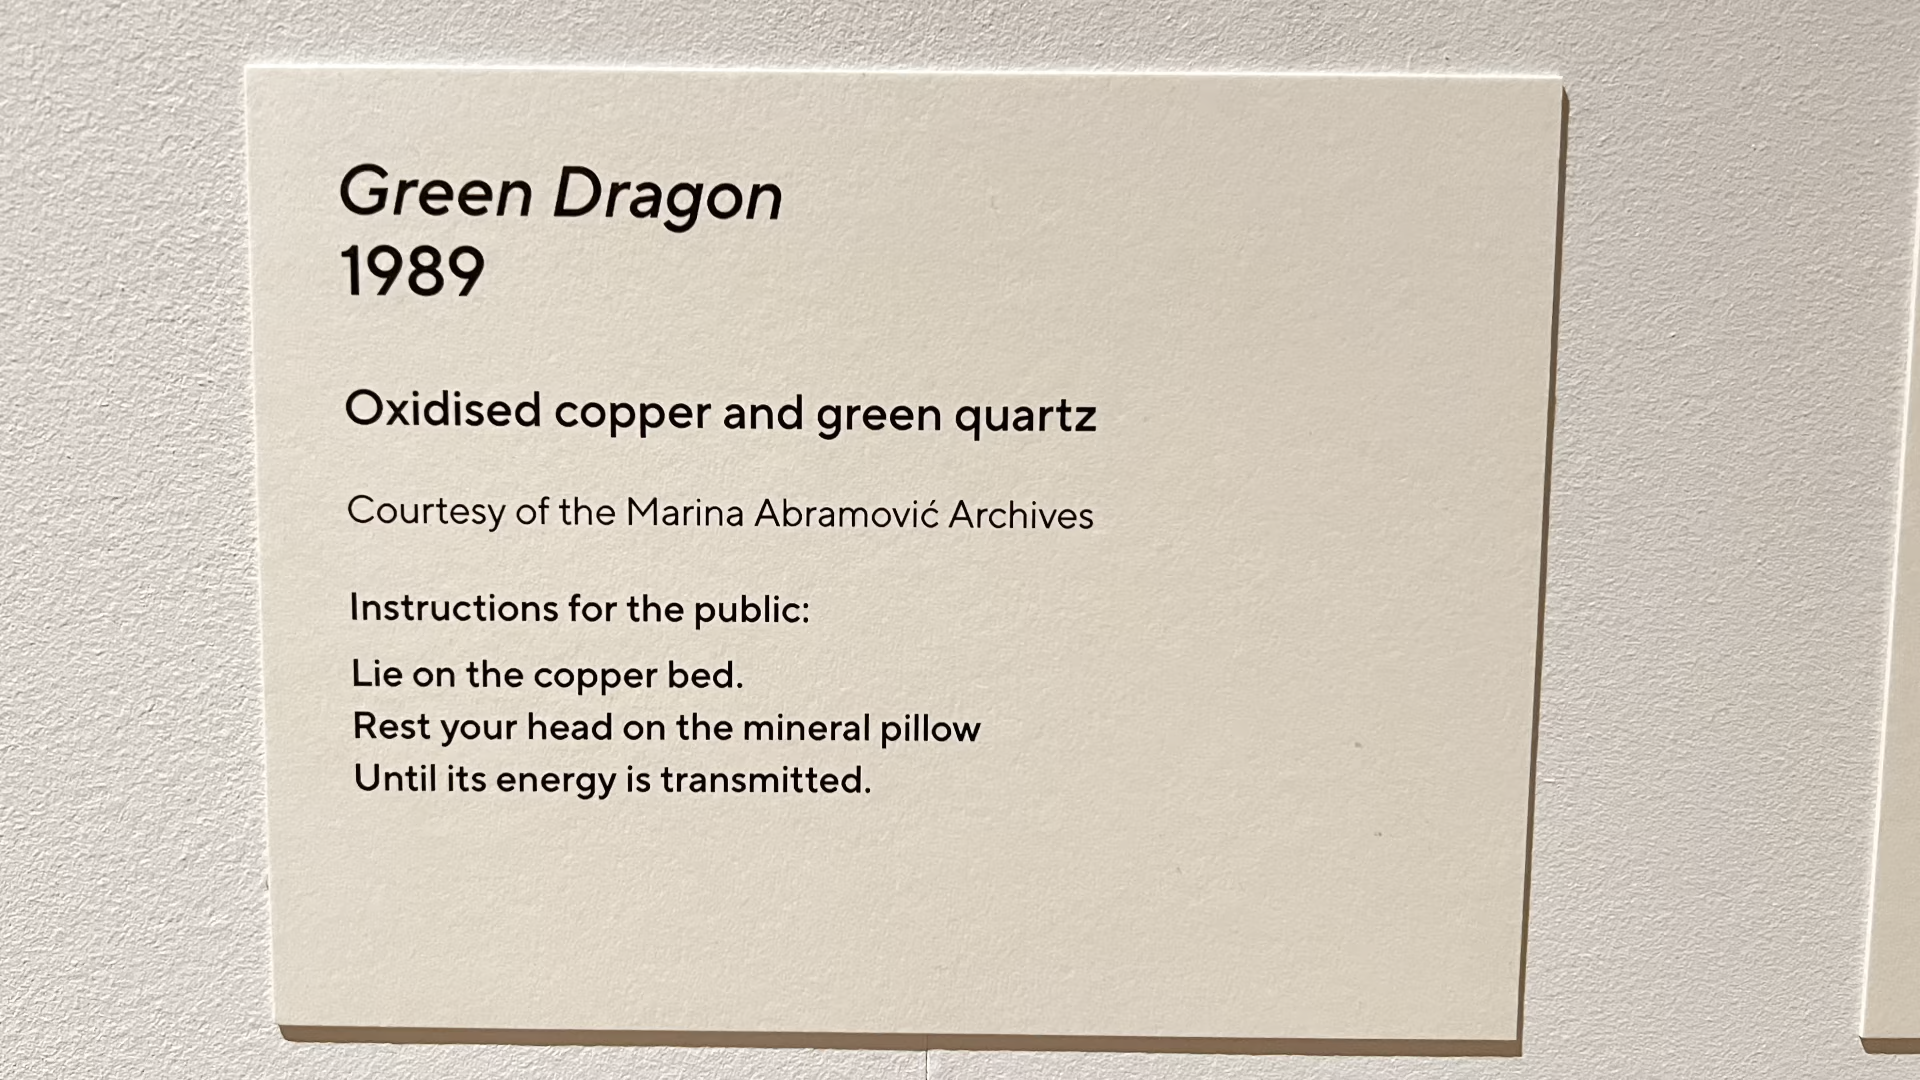 Green Dragon
1989
Oxidised copper and green quartz
Courtesy of the Marina Abramović Archives
Instructions for the public:
Lie on the copper bed.
Rest your head on the mineral pillow
Until its energy is transmitted.